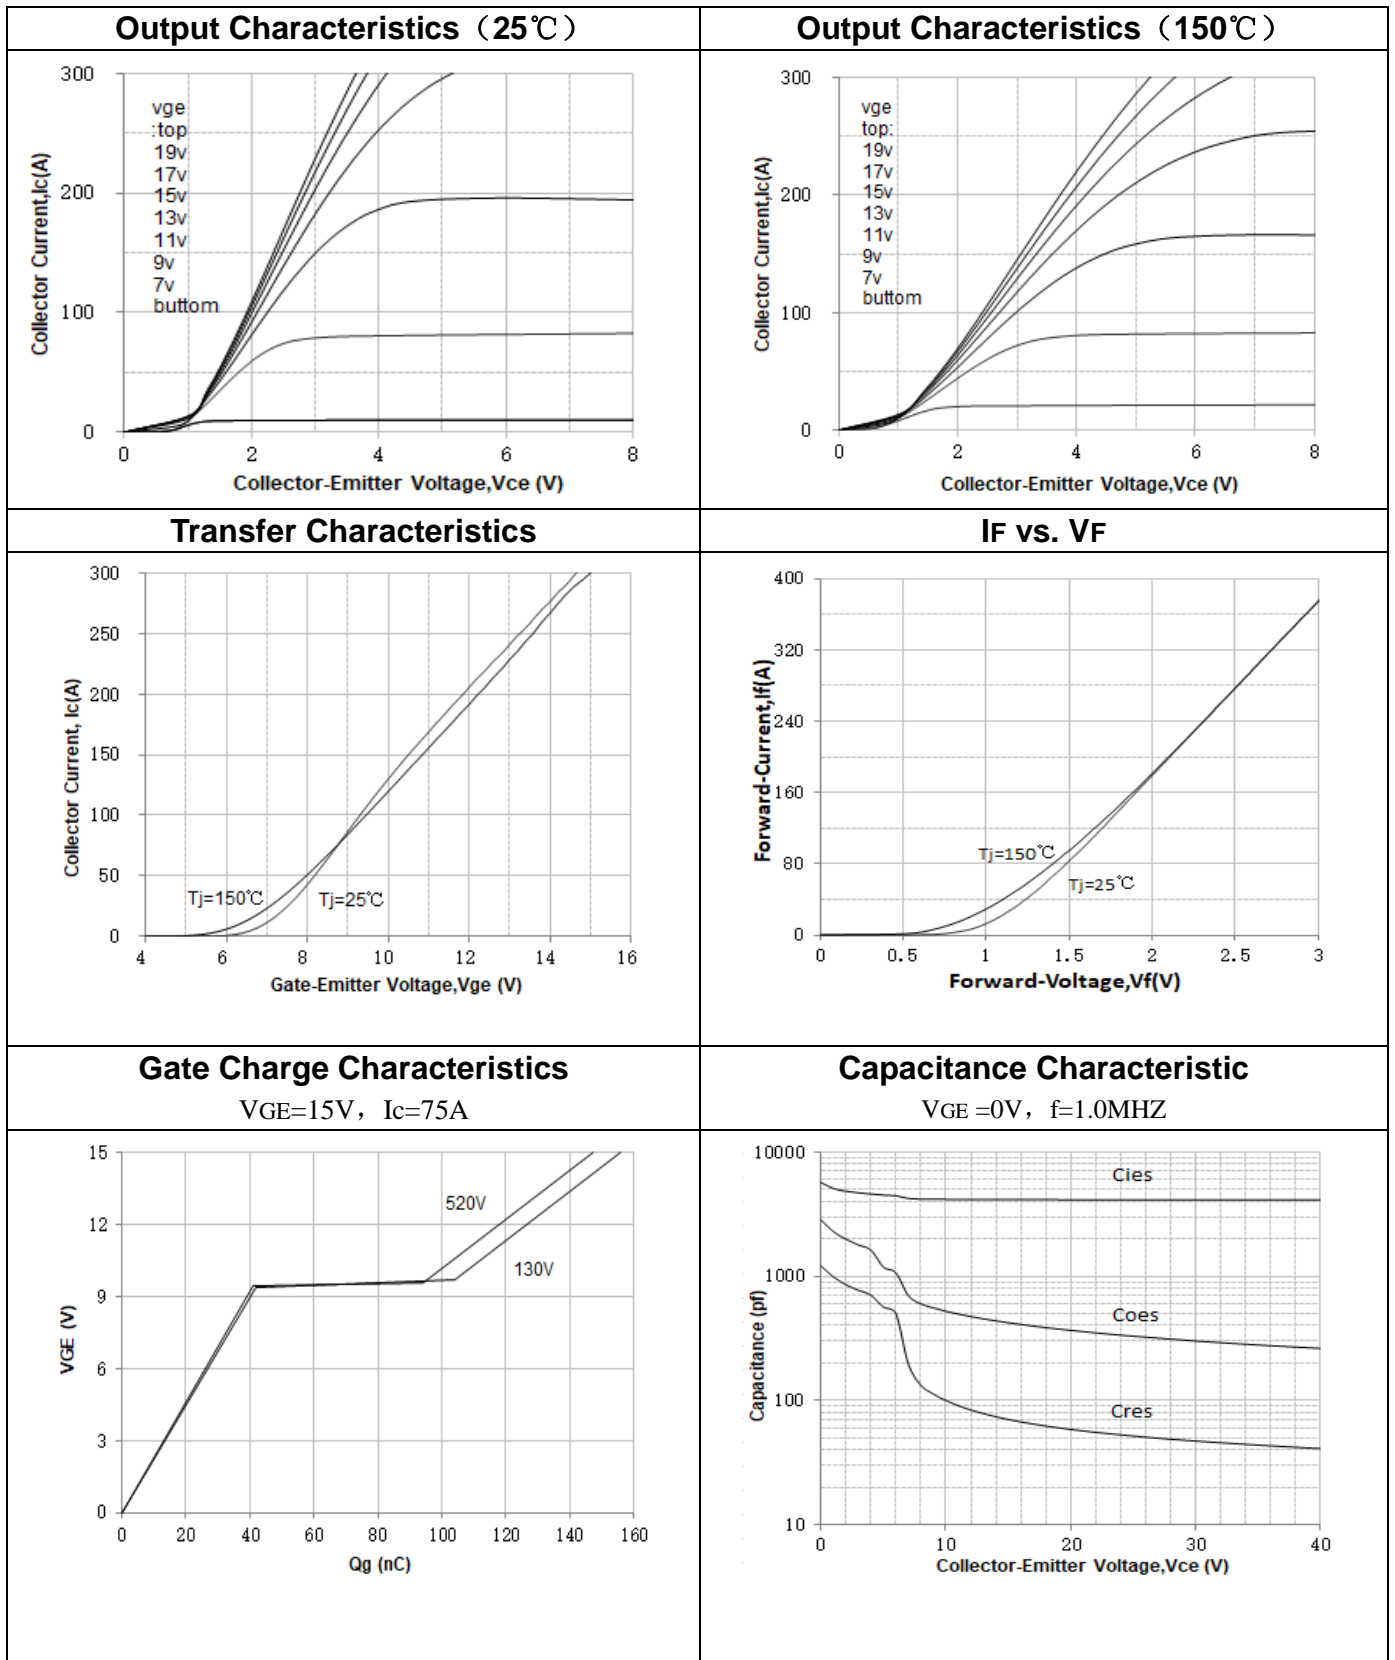 Output Characteristics（25℃）
300
200
100
0
0 2 4 6 8
vge
:top
19v
17v
15v
13v
11v
9v
7v
buttom
Collector Current,Ic(A)
Collector-Emitter Voltage,Vce (V)
Output Characteristics（150℃）
300
200
100
0
0 2 4 6 8
vge
top:
19v
17v
15v
13v
11v
9v
7v
buttom
Collector Current,Ic(A)
Collector-Emitter Voltage,Vce (V)
Transfer Characteristics
300
250
200
150
100
50
0
4 6 8 10 12 14 16
Tj=150℃
Tj=25℃
Collector Current, Ic(A)
Gate-Emitter Voltage,Vge (V)
IF vs. VF
400
320
240
160
80
0
0 0.5 1 1.5 2 2.5 3
Tj=150℃
Tj=25℃
Forward-Current,If(A)
Forward-Voltage,Vf(V)
Gate Charge Characteristics
VGE=15V，Ic=75A
15
12
9
6
3
0
0 20 40 60 80 100 120 140 160
520V
130V
VGE (V)
Qg (nC)
Capacitance Characteristic
VGE =0V，f=1.0MHZ
10000
1000
100
10
0 10 20 30 40
Cies
Coes
Cres
Capacitance (pf)
Collector-Emitter Voltage,Vce (V)